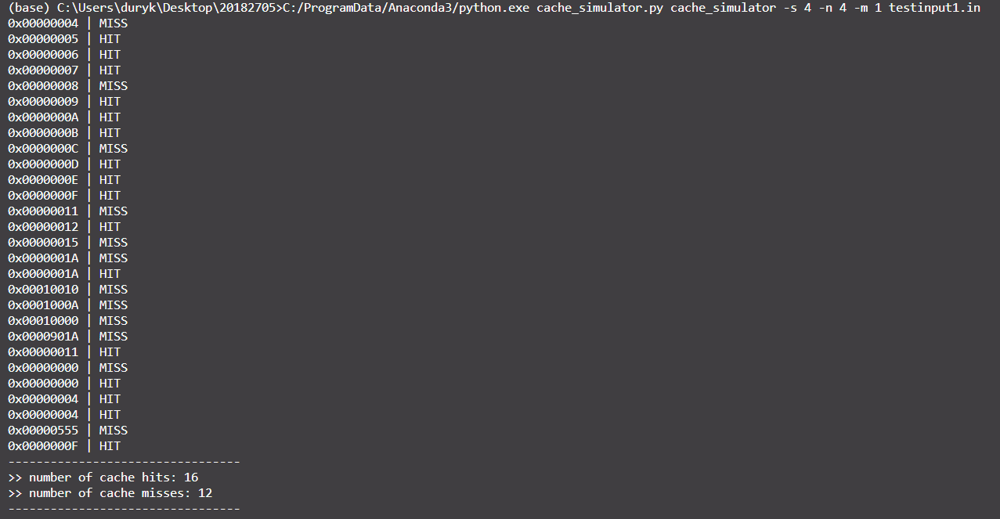 (base) C:\Users\duryk\Desktop\20182705>C:/ProgramData/Anaconda3/python.exe cache_simulator.py cache_simulator -s 4 -n 4 -m 1 testinput1.in
0x00000004 | MISS
0x00000005 | HIT
0x00000006 | HIT
0x00000007 | HIT
0x00000008 | MISS
0x00000009 | HIT
0x0000000A | HIT
0x0000000B | HIT
0x0000000C | MISS
0x0000000D | HIT
0x0000000E | HIT
0x0000000F | HIT
0x00000011 | MISS
0x00000012 | HIT
0x00000015 | MISS
0x0000001A | MISS
0x0000001A | HIT
0x00010010 | MISS
0x0001000A | MISS
0x00010000 | MISS
0x0000901A | MISS
0x00000011 | HIT
0x00000000 | MISS
0x00000000 | HIT
0x00000004 | HIT
0x00000004 | HIT
0x00000555 | MISS
0x0000000F | HIT
---------------------------------
>> number of cache hits: 16
>> number of cache misses: 12
---------------------------------